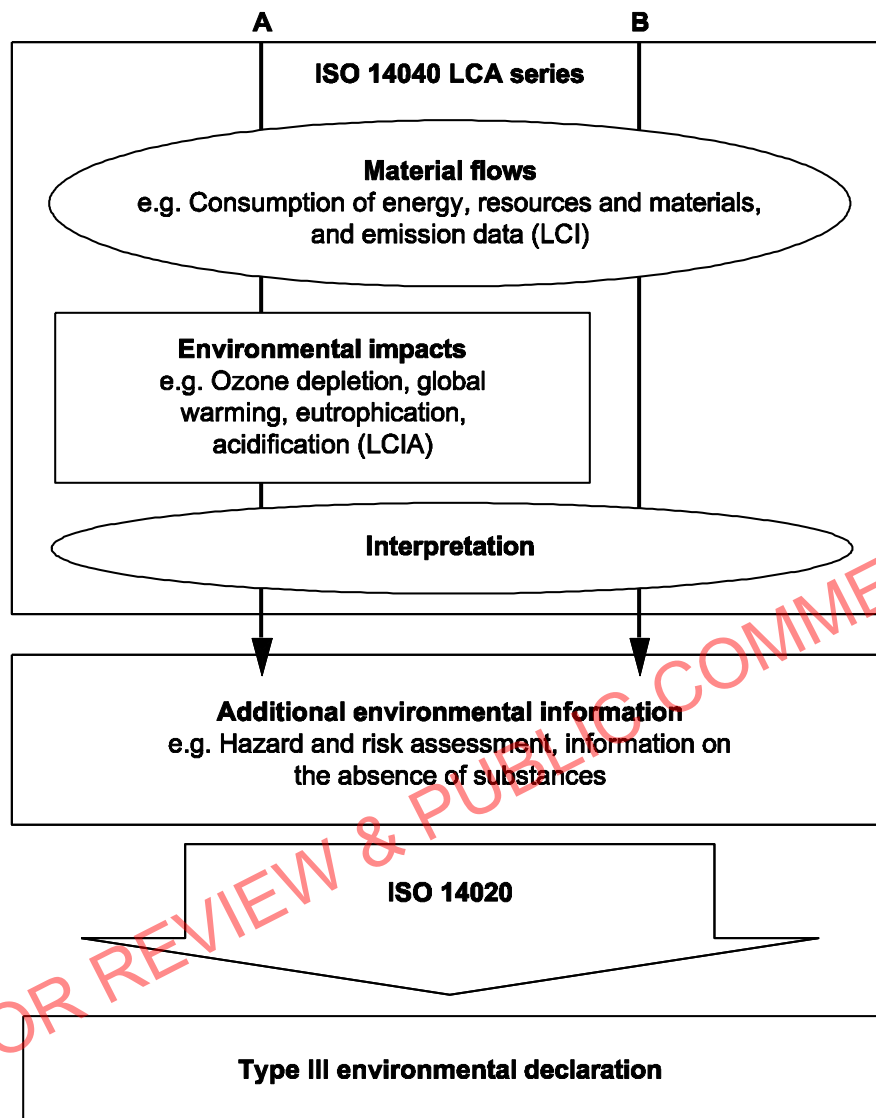 A B
ISO 14040 LCA series
Material flows
e.g. Consumption of energy, resources and materials,
and emission data (LCI)
Environmental impacts
e.g. Ozone depletion, global
warming, eutrophication,
acidification (LCIA)
Interpretation
Additional environmental information
e.g. Hazard and risk assessment, information on
the absence of substances
ISO 14020
Type III environmental declaration
OR REVIEW & PUBLIC COMME